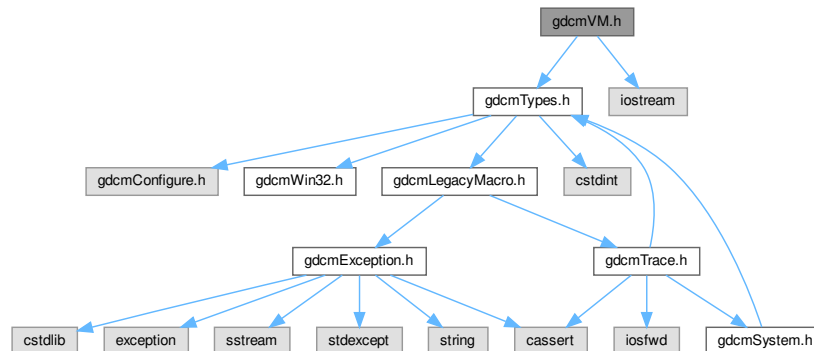 gdcmVM.h
gdcmTypes.h
iostream
gdcmConfigure.h
gdcmWin32.h
gdcmLegacyMacro.h
cstdint
gdcmException.h
gdcmTrace.h
cstdlib
exception
sstream
stdexcept
string
cassert
iosfwd
gdcmSystem.h